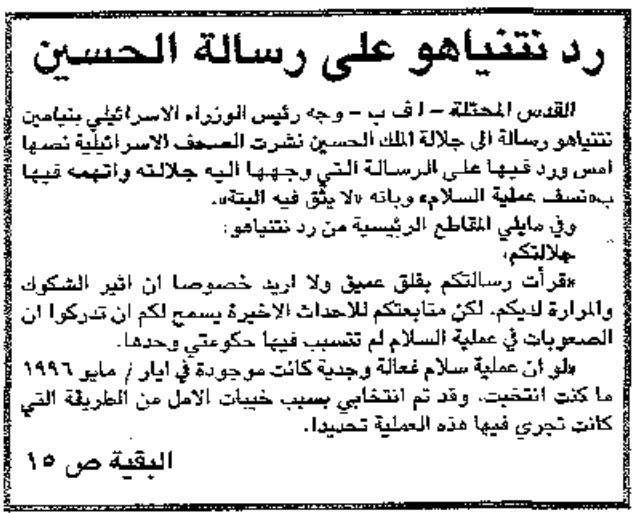 رد نتنياهو على رسالة الحسين
القدس المحتلة - ا ف ب - وجه رئيس الوزراء الاسرائيلي بنيامين
نتنياهو رسالة الى جلالة الملك الحسين نشرت الصحف الاسرائيلية نصها
امس ورد فيها على الرسالة التي وجهها اليه جلالته واتهمه فيها
ب«نسف عملية السلام» وبانه «لا يثق فيه البتة».
وفي مايلي المقاطع الرئيسية من رد نتنياهو:
جلالتكم،
«قرأت رسالتكم بقلق عميق ولا اريد خصوصا ان اثير الشكوك
والمرارة لديكم. لكن متابعتكم للاحداث الاخيرة يسمح لكم ان تدركوا ان
الصعوبات في عملية السلام لم تتسبب فيها حكومتي وحدها.
«لو ان عملية سلام فعالة وجدية كانت موجودة في ايار / مايو ١٩٩٦
ما كنت انتخبت. وقد تم انتخابي بسبب خيبات الامل من الطريقة التي
كانت تجري فيها هذه العملية تحديدا.
البقية ص ١٥